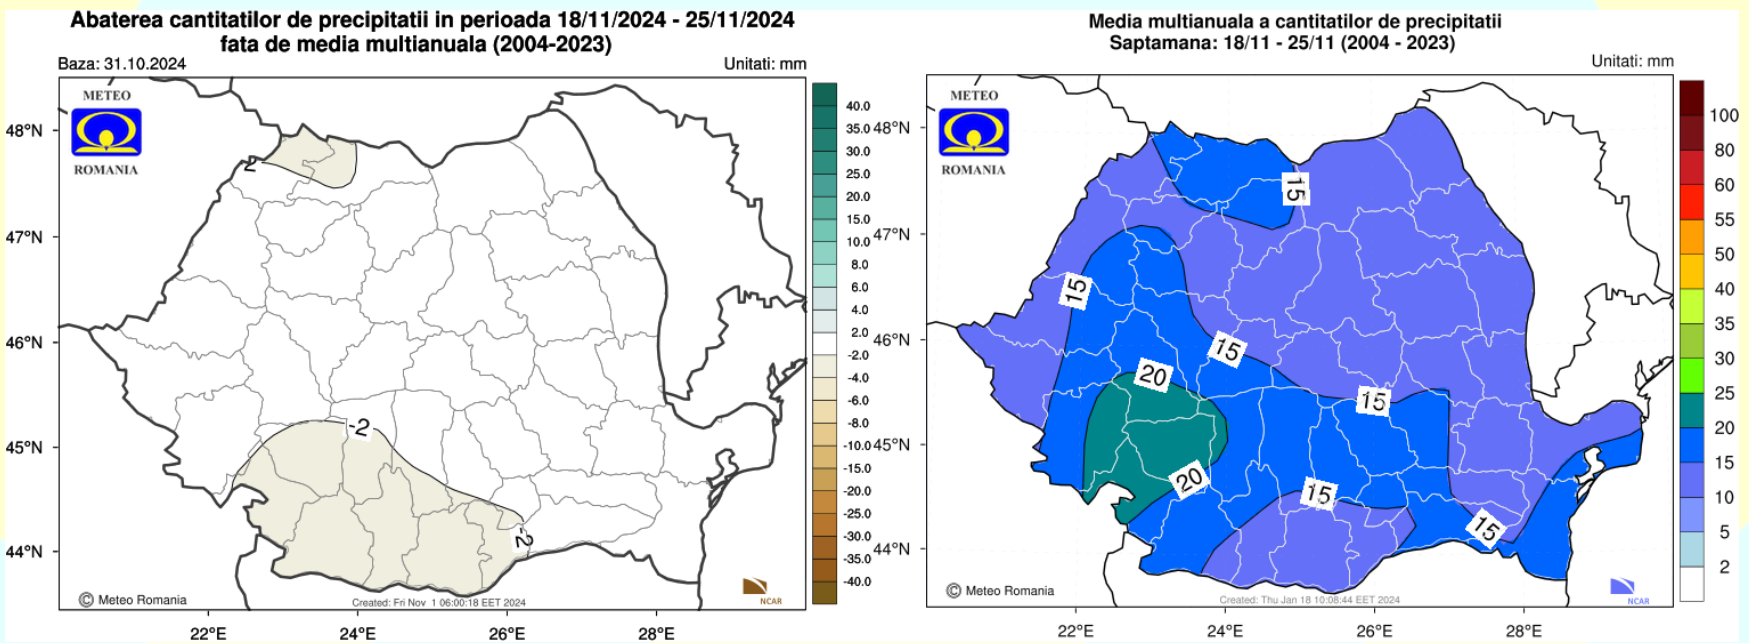 Abaterea cantitatilor de precipitatii in perioada 18/11/2024 - 25/11/2024
fata de media multianuala (2004-2023)
Baza: 31.10.2024
Unitati: mm
METEO
ROMANIA
48°N
47°N
46°N
45°N
44°N
22°E
24°E
26°E
28°E
2
-2
-2
40.0
35.0
30.0
25.0
20.0
15.0
10.0
8.0
6.0
4.0
2.0
-2.0
-4.0
-6.0
-8.0
-10.0
-15.0
-20.0
-25.0
-30.0
-35.0
-40.0
© Meteo Romania
Created: Fri Nov 1 06:00:18 EET 2024
NCAR
Media multianuala a cantitatilor de precipitatii
Saptamana: 18/11 - 25/11 (2004 - 2023)
Unitati: mm
METEO
ROMANIA
48°N
47°N
46°N
45°N
44°N
22°E
24°E
26°E
28°E
15
15
15
20
15
20
15
15
100
80
60
55
50
40
35
30
25
20
15
10
5
2
© Meteo Romania
Created: Thu Jan 18 10:08:44 EET 2024
NCAR